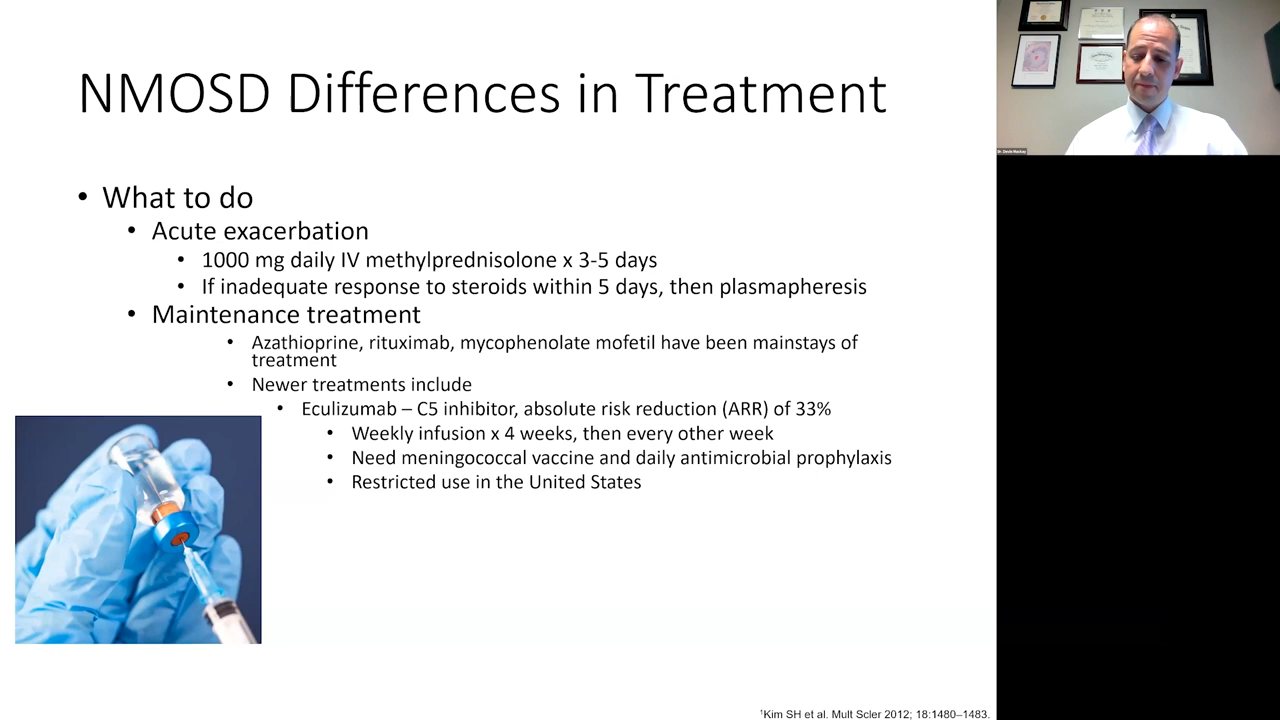 NMOSD Differences in Treatment
• What to do
• Acute exacerbation
• 1000 mg daily IV methylprednisolone x 3-5 days
• If inadequate response to steroids within 5 days, then plasmapheresis
• Maintenance treatment
• Azathioprine, rituximab, mycophenolate mofetil have been mainstays of
treatment
• Newer treatments include
• Eculizumab – C5 inhibitor, absolute risk reduction (ARR) of 33%
• Weekly infusion x 4 weeks, then every other week
• Need meningococcal vaccine and daily antimicrobial prophylaxis
• Restricted use in the United States
¹Kim SH et al. Mult Scler 2012; 18:1480–1483.
Dr. Devin Mackay